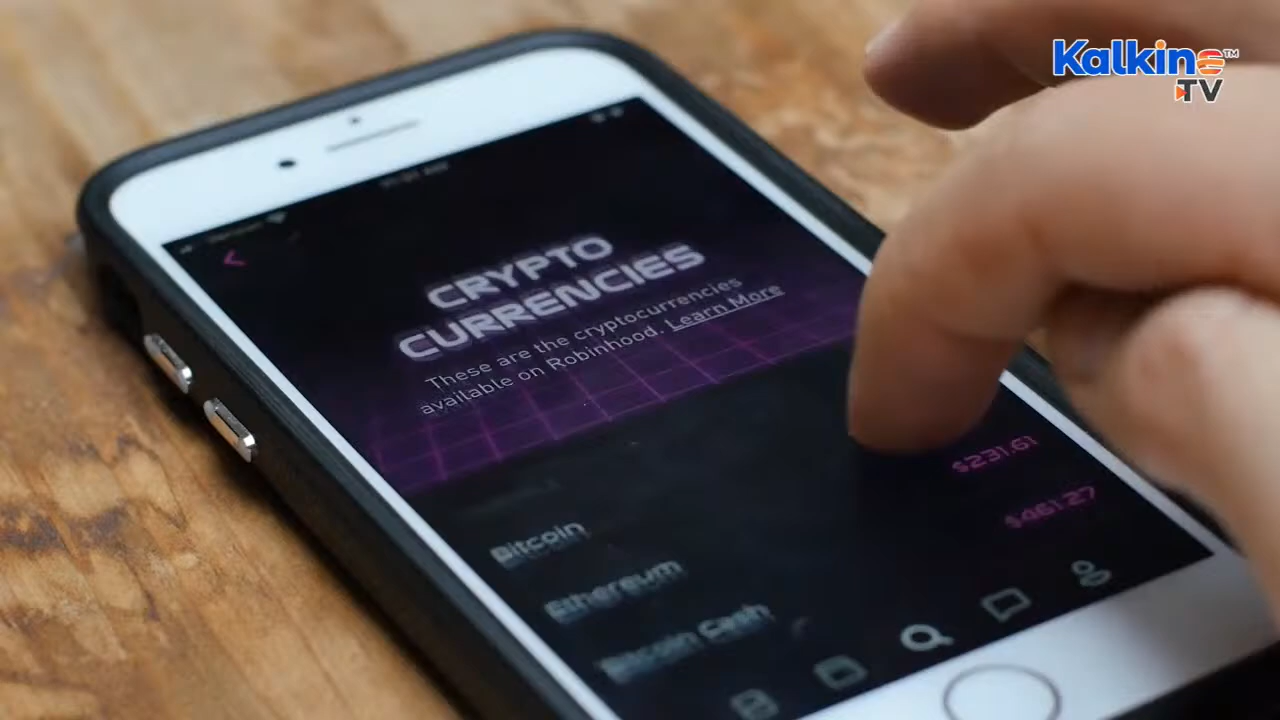 Kalkine™
TV
CRYPTO
CURRENCIES
These are the cryptocurrencies
available on Robinhood. Learn More
Bitcoin
Ethereum $231.61
Bitcoin Cash $461.27